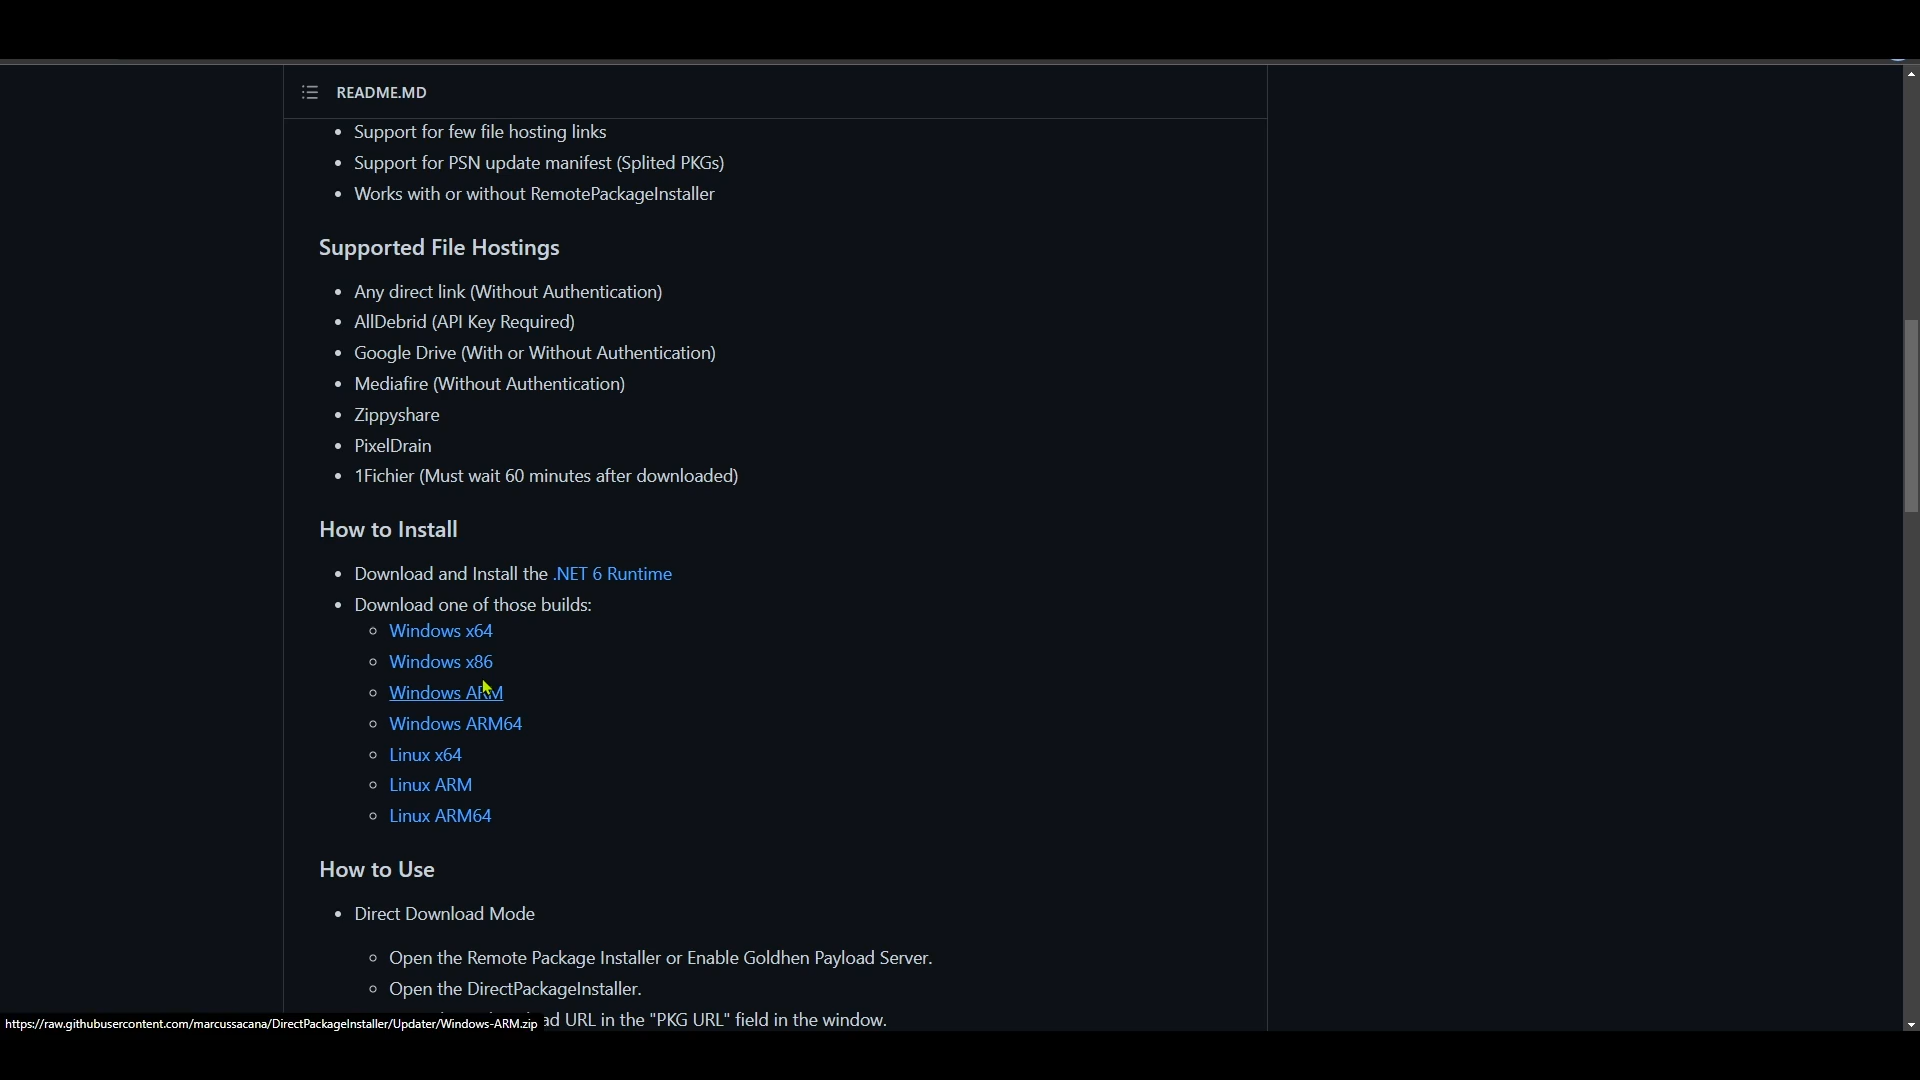 README.MD
Support for few file hosting links
Support for PSN update manifest (Splited PKGs)
Works with or without RemotePackageInstaller
Supported File Hostings
Any direct link (Without Authentication)
AllDebrid (API Key Required)
Google Drive (With or Without Authentication)
Mediafire (Without Authentication)
Zippyshare
PixelDrain
1Fichier (Must wait 60 minutes after downloaded)
How to Install
Download and Install the .NET 6 Runtime
Download one of those builds:
Windows x64
Windows x86
Windows ARM
Windows ARM64
Linux x64
Linux ARM
Linux ARM64
How to Use
Direct Download Mode
Open the Remote Package Installer or Enable Goldhen Payload Server.
Open the DirectPackageInstaller.
URL in the "PKG URL" field in the window.
https://raw.githubusercontent.com/marcussacana/DirectPackageInstaller/Updater/Windows-ARM.zip